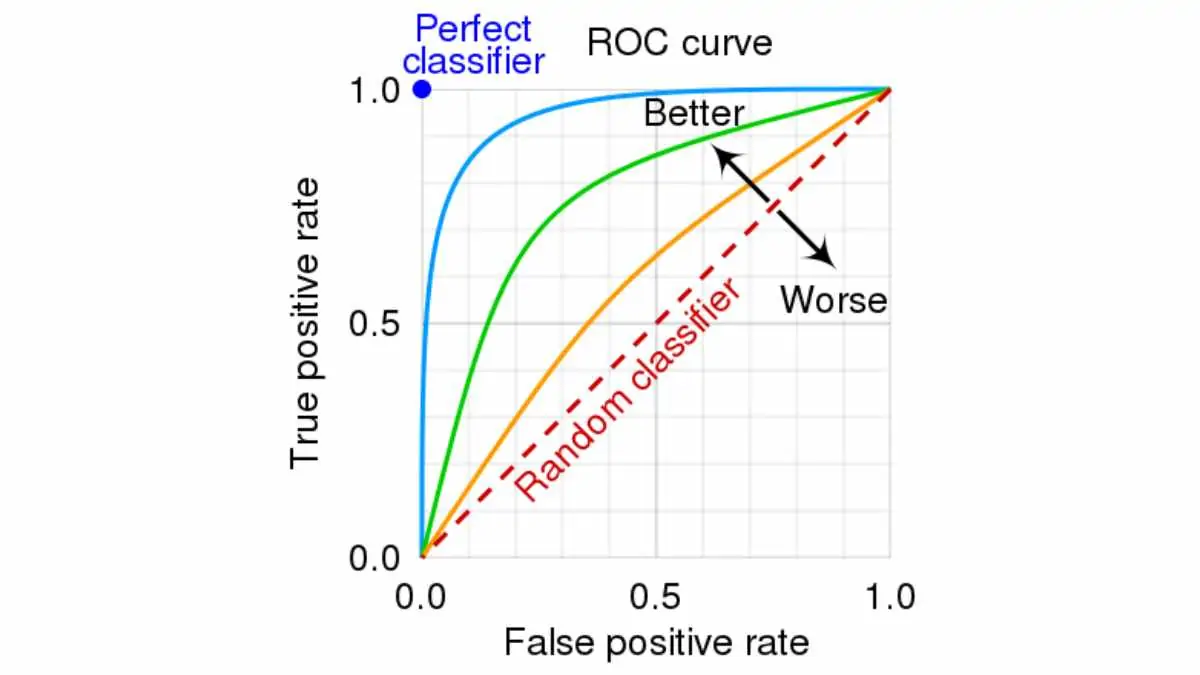 Perfect
classifier
ROC curve
1.0
Better
True positive rate
Worse
Random classifier
0.5
0.0
0.0
0.5
1.0
False positive rate